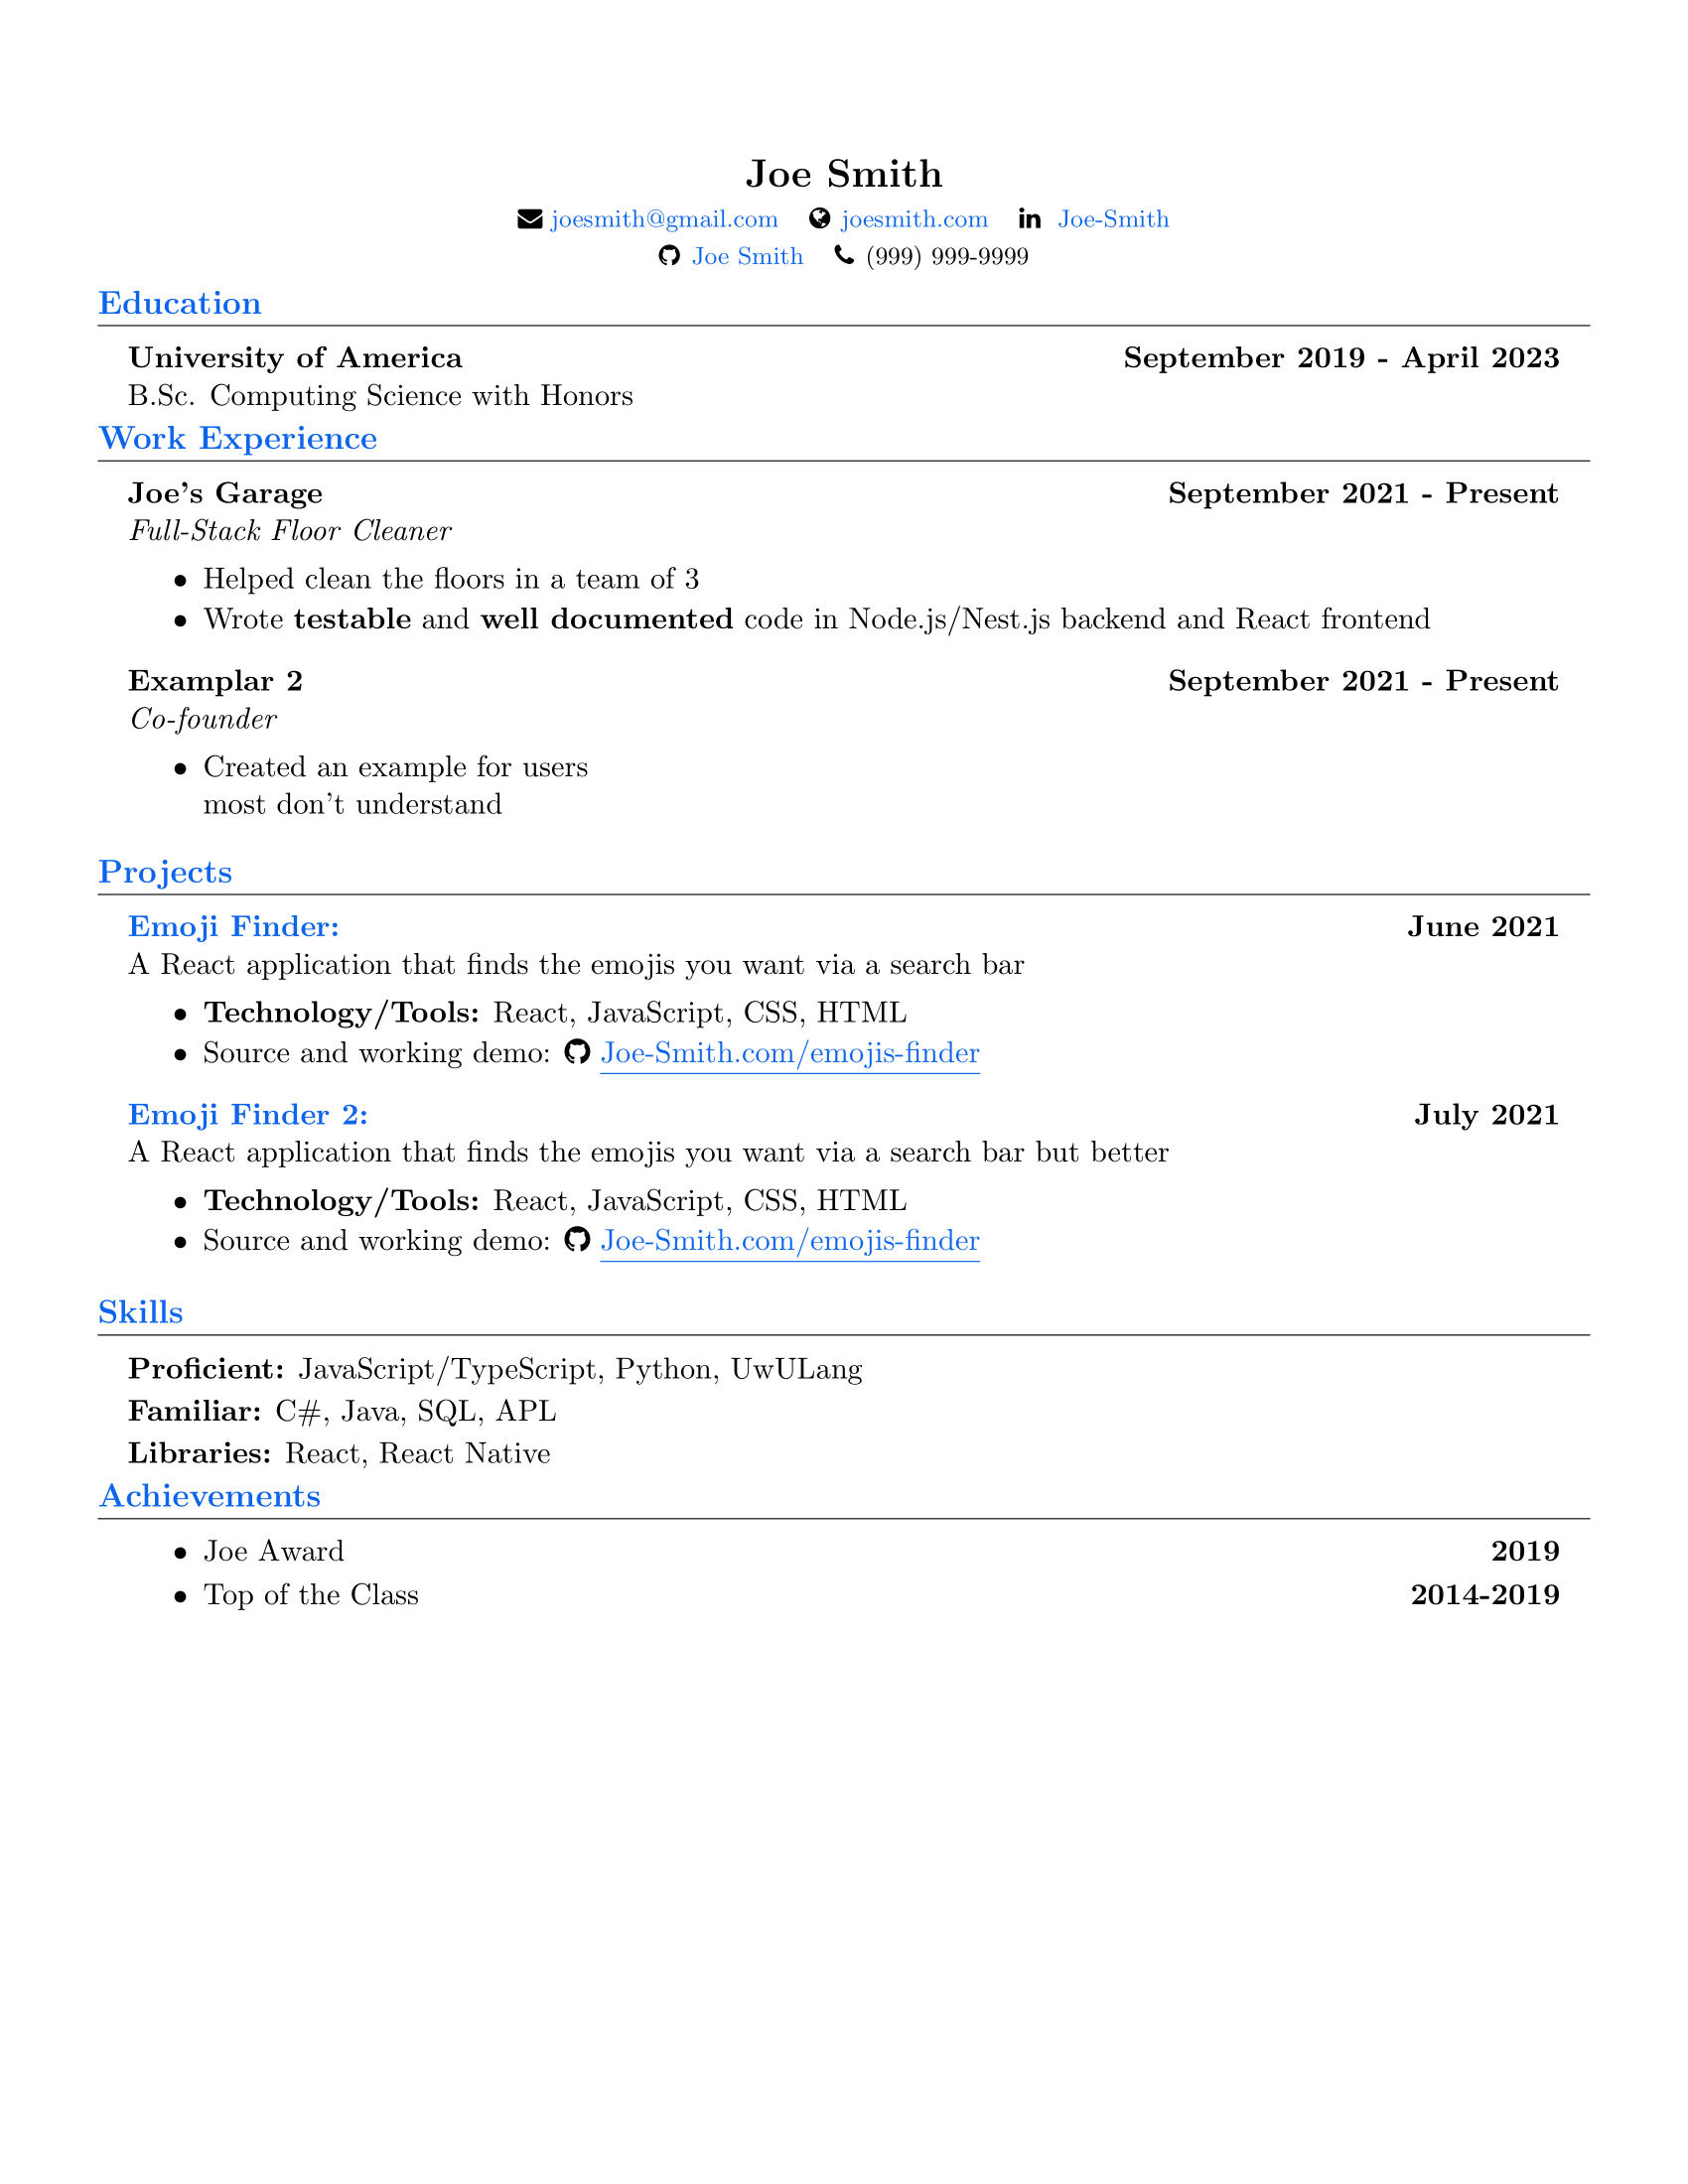 Joe Smith
joesmith@gmail.com joesmith.com Joe-Smith
Joe Smith (999) 999-9999
Education
University of America September 2019 - April 2023
B.Sc. Computing Science with Honors
Work Experience
Joe's Garage September 2021 - Present
Full-Stack Floor Cleaner
• Helped clean the floors in a team of 3
• Wrote testable and well documented code in Node.js/Nest.js backend and React frontend
Examplar 2 September 2021 - Present
Co-founder
• Created an example for users
most don't understand
Projects
Emoji Finder: June 2021
A React application that finds the emojis you want via a search bar
• Technology/Tools: React, JavaScript, CSS, HTML
• Source and working demo: Joe-Smith.com/emojis-finder
Emoji Finder 2: July 2021
A React application that finds the emojis you want via a search bar but better
• Technology/Tools: React, JavaScript, CSS, HTML
• Source and working demo: Joe-Smith.com/emojis-finder
Skills
Proficient: JavaScript/TypeScript, Python, UwULang
Familiar: C#, Java, SQL, APL
Libraries: React, React Native
Achievements
• Joe Award 2019
• Top of the Class 2014-2019